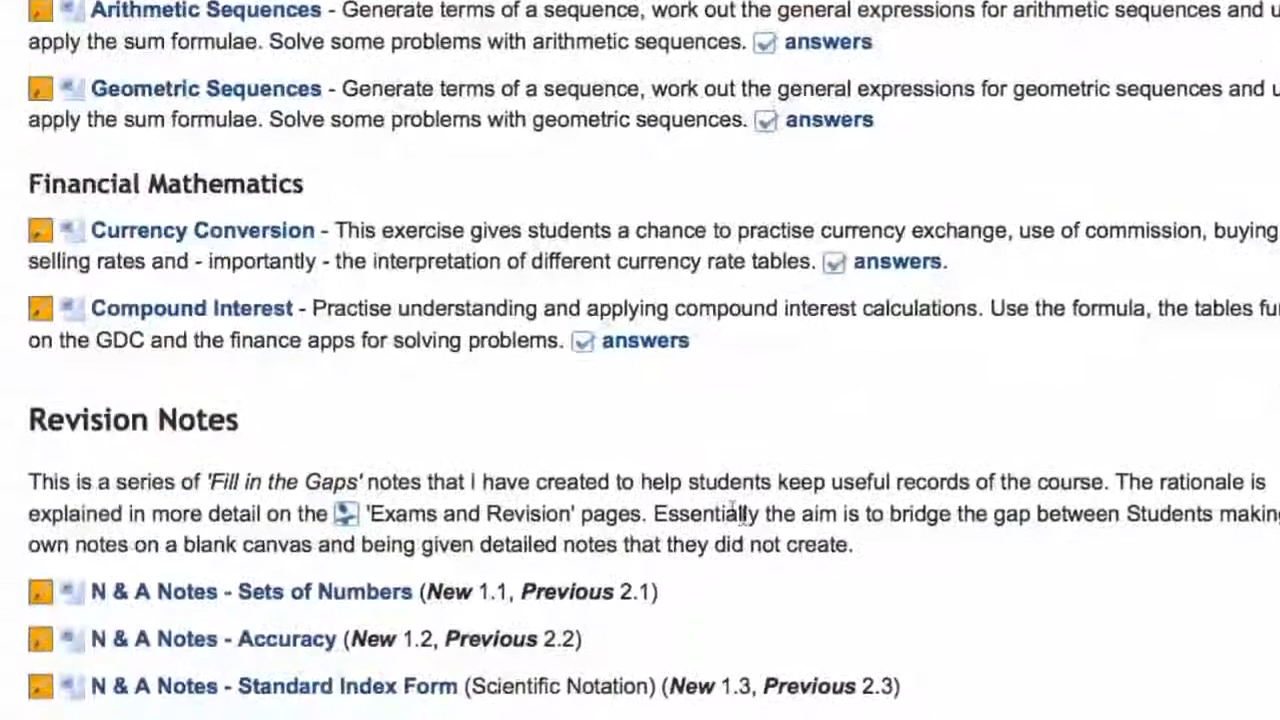 Arithmetic Sequences - Generate terms of a sequence, work out the general expressions for arithmetic sequences and
apply the sum formulae. Solve some problems with arithmetic sequences. answers
Geometric Sequences - Generate terms of a sequence, work out the general expressions for geometric sequences and
apply the sum formulae. Solve some problems with geometric sequences. answers
Financial Mathematics
Currency Conversion - This exercise gives students a chance to practise currency exchange, use of commission, buying
selling rates and - importantly - the interpretation of different currency rate tables. answers.
Compound Interest - Practise understanding and applying compound interest calculations. Use the formula, the tables
on the GDC and the finance apps for solving problems. answers
Revision Notes
This is a series of 'Fill in the Gaps' notes that I have created to help students keep useful records of the course. The rationale is
explained in more detail on the 'Exams and Revision' pages. Essentially the aim is to bridge the gap between Students
own notes on a blank canvas and being given detailed notes that they did not create.
N & A Notes - Sets of Numbers (New 1.1, Previous 2.1)
N & A Notes - Accuracy (New 1.2, Previous 2.2)
N & A Notes - Standard Index Form (Scientific Notation) (New 1.3, Previous 2.3)